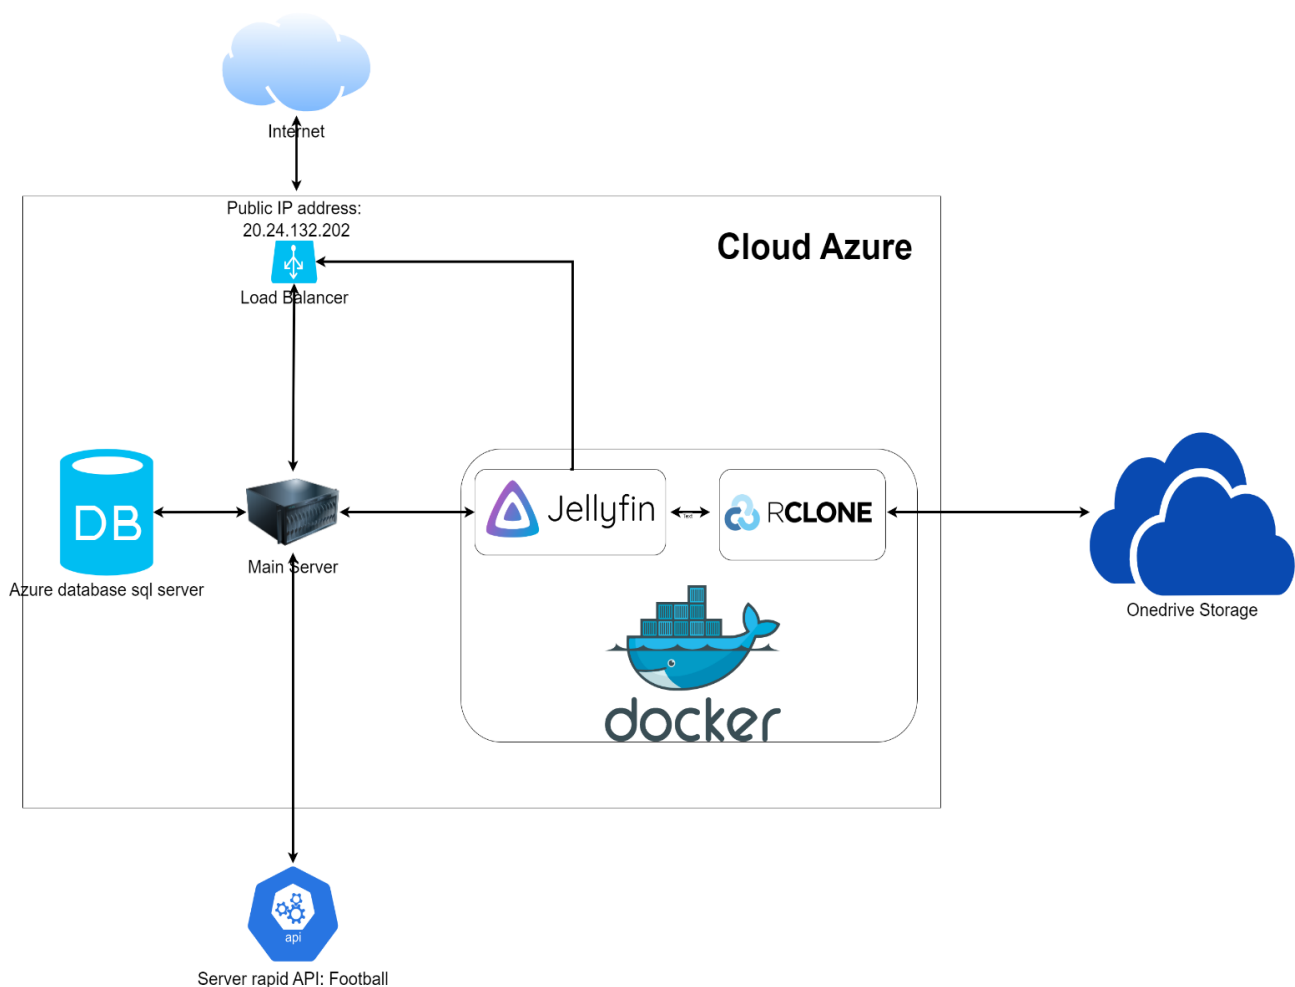 Internet
Public IP address:
20.24.132.202
Cloud Azure
Load Balancer
DB
Azure database sql server
Main Server
Jellyfin
Text
RCLONE
docker
Onedrive Storage
api
Server rapid API: Football